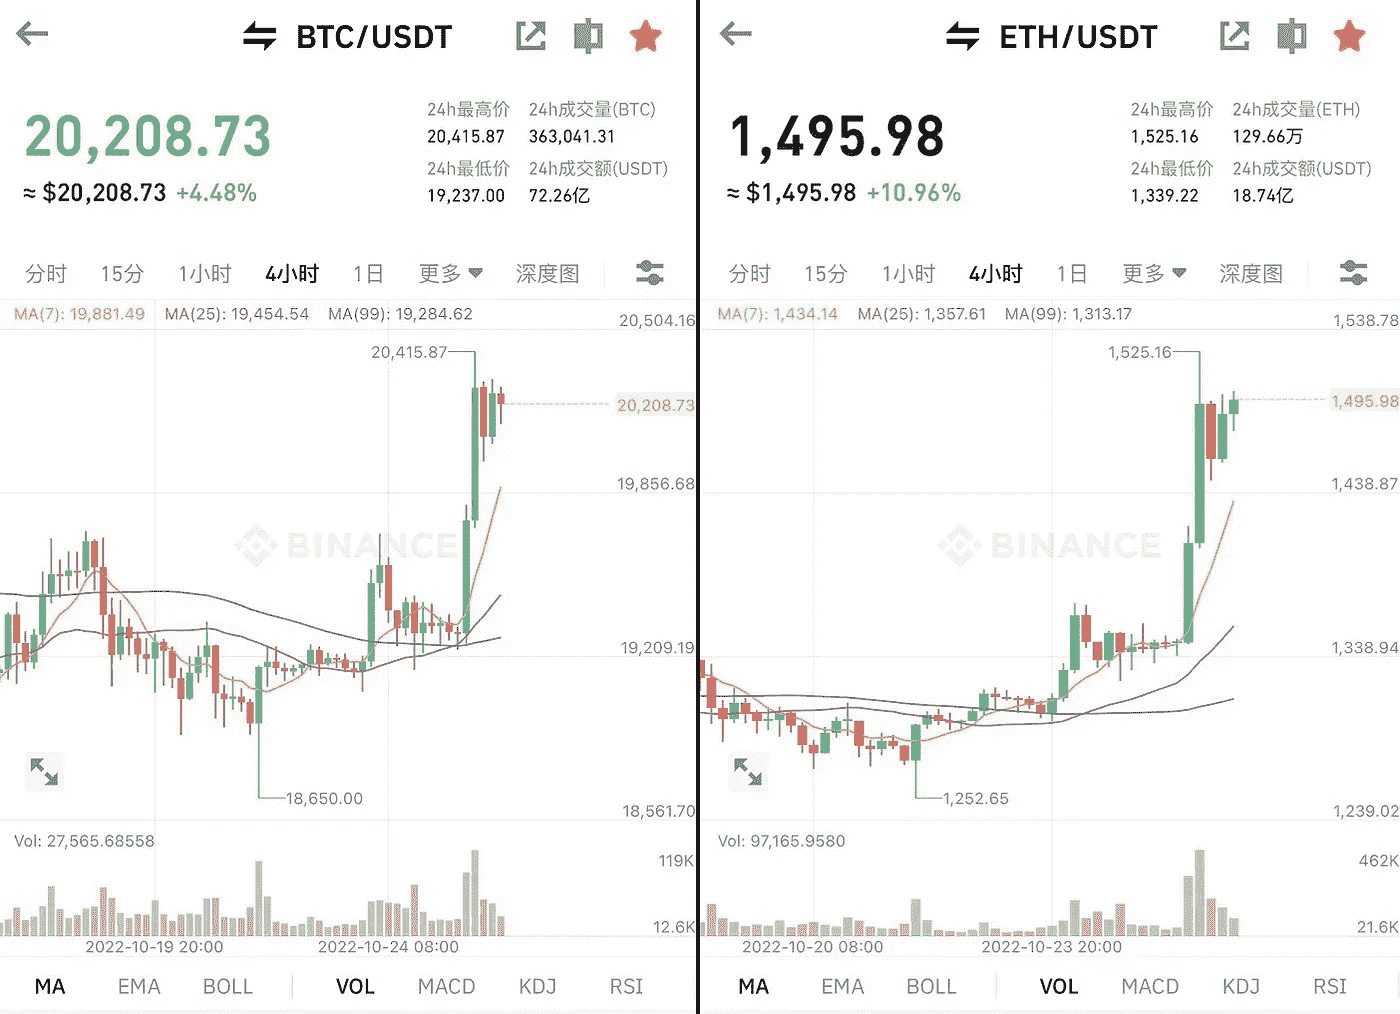 BTC/USDT
20,208.73
≈ $20,208.73 +4.48%
24h最高价 24h成交量(BTC)
20,415.87 363,041.31
24h最低价 24h成交额(USDT)
19,237.00 72.26亿
分时 15分 1小时 4小时 1日 更多 深度图
MA(7): 19,881.49 MA(25): 19,454.54 MA(99): 19,284.62
20,504.16
20,415.87
20,208.73
19,856.68
BINANCE
19,209.19
18,650.00
18,561.70
Vol: 27,565.68558
119K
12.6K
2022-10-19 20:00 2022-10-24 08:00
MA EMA BOLL VOL MACD KDJ RSI
ETH/USDT
1,495.98
≈ $1,495.98 +10.96%
24h最高价 24h成交量(ETH)
1,525.16 129.66万
24h最低价 24h成交额(USDT)
1,339.22 18.74亿
分时 15分 1小时 4小时 1日 更多 深度图
MA(7): 1,434.14 MA(25): 1,357.61 MA(99): 1,313.17
1,538.78
1,525.16
1,495.98
1,438.87
BINANCE
1,338.94
1,252.65
1,239.02
Vol: 97,165.9580
462K
21.6K
2022-10-20 08:00 2022-10-23 20:00
MA EMA BOLL VOL MACD KDJ RSI